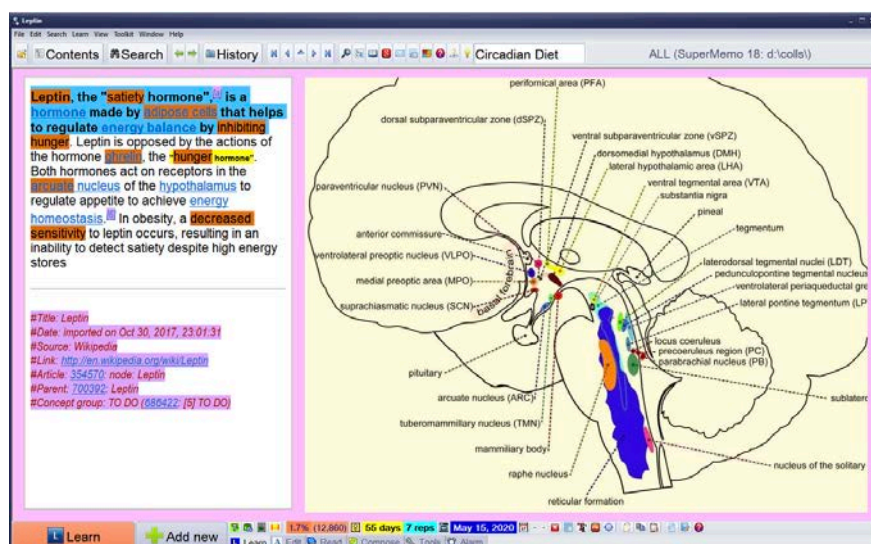 Leptin
File Edit Search Learn View Toolkit Window Help
Contents Search History Circadian Diet ALL (SuperMemo 18: d:\colls\)
Leptin, the "satiety hormone",[1] is a
hormone made by adipose cells that helps
to regulate energy balance by inhibiting
hunger. Leptin is opposed by the actions of
the hormone ghrelin, the "hunger hormone".
Both hormones act on receptors in the
arcuate nucleus of the hypothalamus to
regulate appetite to achieve energy
homeostasis. In obesity, a decreased
sensitivity to leptin occurs, resulting in an
inability to detect satiety despite high energy
stores
#Title: Leptin
#Date: imported on Oct 30, 2017, 23:01:31
#Source: Wikipedia
#Link: http://en.wikipedia.org/wiki/Leptin
#Article: 354570: node: Leptin
#Parent: 700392: Leptin
#Concept group: TO DO (686422: [5] TO DO)
perifornical area (PFA)
dorsal subparaventricular zone (dSPZ)
ventral subparaventricular zone (vSPZ)
dorsomedial hypothalamus (DMH)
lateral hypothalamic area (LHA)
paraventricular nucleus (PVN)
ventral tegmental area (VTA)
substantia nigra
pineal
anterior commissure
tegmentum
ventrolateral preoptic nucleus (VLPO)
basal forebrain
laterodorsal tegmental nuclei (LDT)
pedunculopontine tegmental nucleus
medial preoptic area (MPO)
ventrolateral periaqueductal gre
suprachiasmatic nucleus (SCN)
lateral pontine tegmentum (LP
locus coeruleus
precoeruleus region (PC)
parabrachial nucleus (PB)
pituitary
arcuate nucleus (ARC)
sublatero
tuberomammillary nucleus (TMN)
mammiliary body
raphe nucleus
nucleus of the solitary
reticular formation
Learn Add new 1.7% (12,860) 55 days 7 reps May 15, 2020
Learn Edit Read Compose Tools Alarm